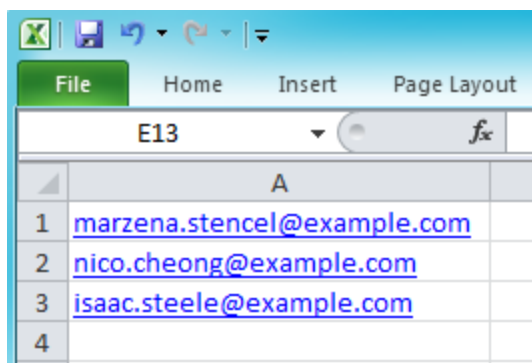 File Home Insert Page Layout
E13 fx
A
1 marzena.stencel@example.com
2 nico.cheong@example.com
3 isaac.steele@example.com
4